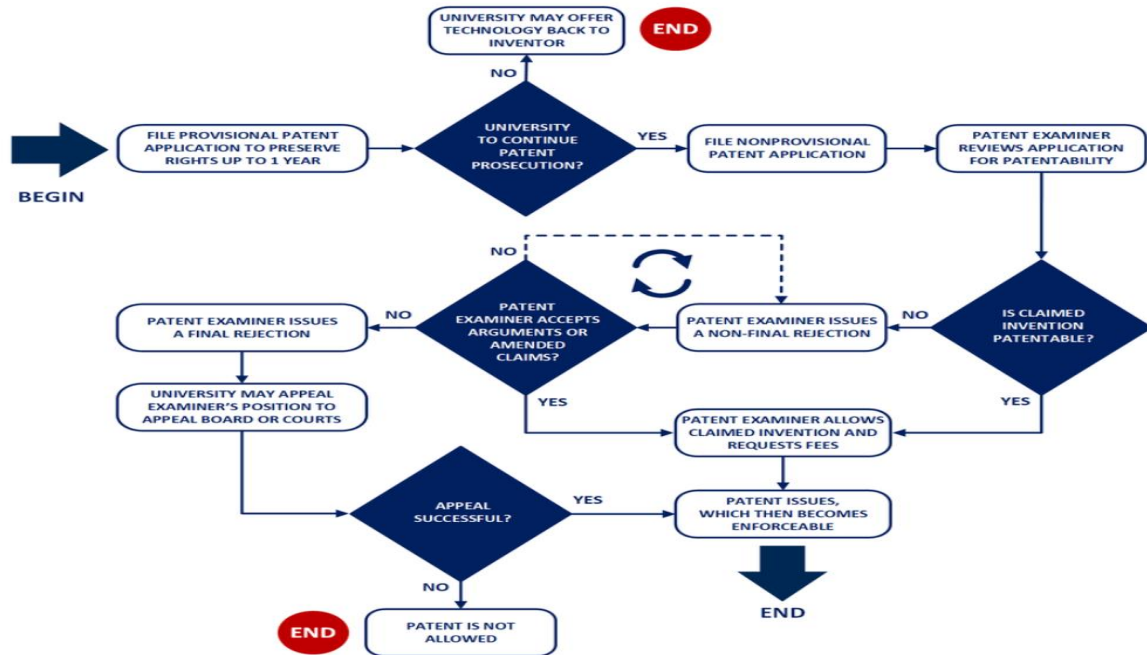 UNIVERSITY MAY OFFER
TECHNOLOGY BACK TO
INVENTOR
END
NO
BEGIN
FILE PROVISIONAL PATENT
APPLICATION TO PRESERVE
RIGHTS UP TO 1 YEAR
UNIVERSITY
TO CONTINUE
PATENT
PROSECUTION?
YES
FILE NONPROVISIONAL
PATENT APPLICATION
PATENT EXAMINER
REVIEWS APPLICATION
FOR PATENTABILITY
IS CLAIMED
INVENTION
PATENTABLE?
NO
PATENT EXAMINER ISSUES
A NON-FINAL REJECTION
NO
PATENT
EXAMINER ACCEPTS
ARGUMENTS OR
AMENDED
CLAIMS?
NO
PATENT EXAMINER ISSUES
A FINAL REJECTION
UNIVERSITY MAY APPEAL
EXAMINER'S POSITION TO
APPEAL BOARD OR COURTS
YES
YES
PATENT EXAMINER ALLOWS
CLAIMED INVENTION AND
REQUESTS FEES
APPEAL
SUCCESSFUL?
YES
PATENT ISSUES,
WHICH THEN BECOMES
ENFORCEABLE
END
NO
PATENT IS NOT
ALLOWED
END